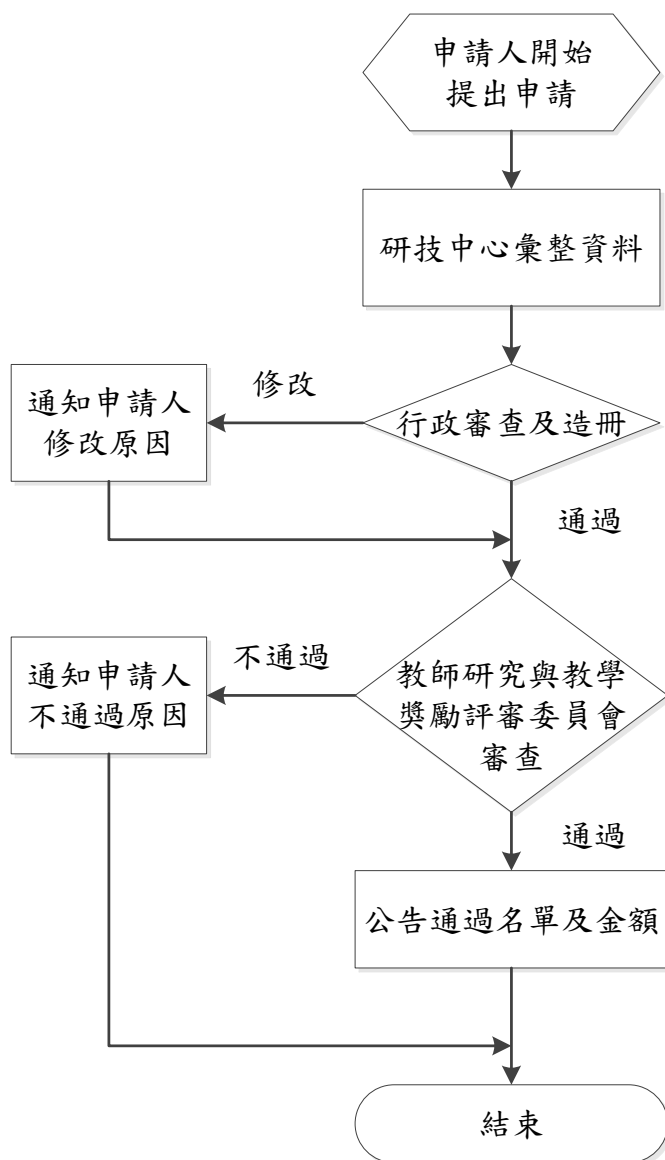 申請人開始
提出申請
研技中心彙整資料
修改
通知申請人
修改原因
行政審查及造冊
通過
不通過
通知申請人
不通過原因
教師研究與教學
獎勵評審委員會
審查
通過
公告通過名單及金額
結束